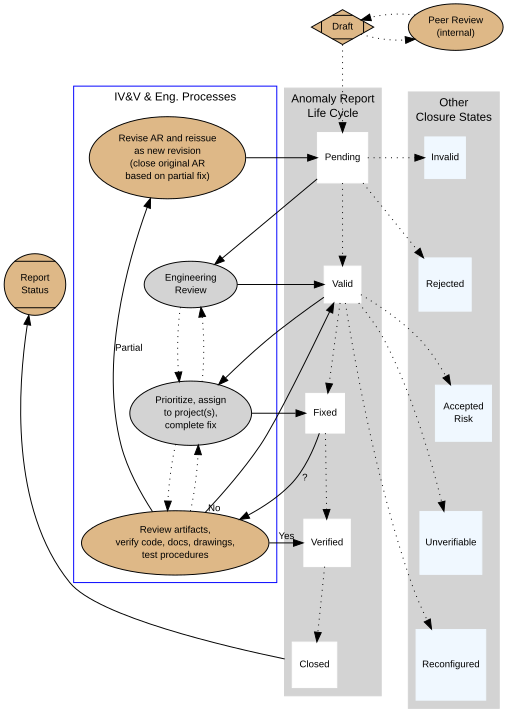 Draft
Peer Review
(internal)
IV&V & Eng. Processes
Anomaly Report
Life Cycle
Other
Closure States
Revise AR and reissue
as new revision
(close original AR
based on partial fix)
Pending
Invalid
Report
Status
Engineering
Review
Valid
Rejected
Partial
Prioritize, assign
to project(s),
complete fix
Fixed
Accepted
Risk
?
No
Review artifacts,
verify code, docs, drawings,
test procedures
Yes
Verified
Unverifiable
Closed
Reconfigured